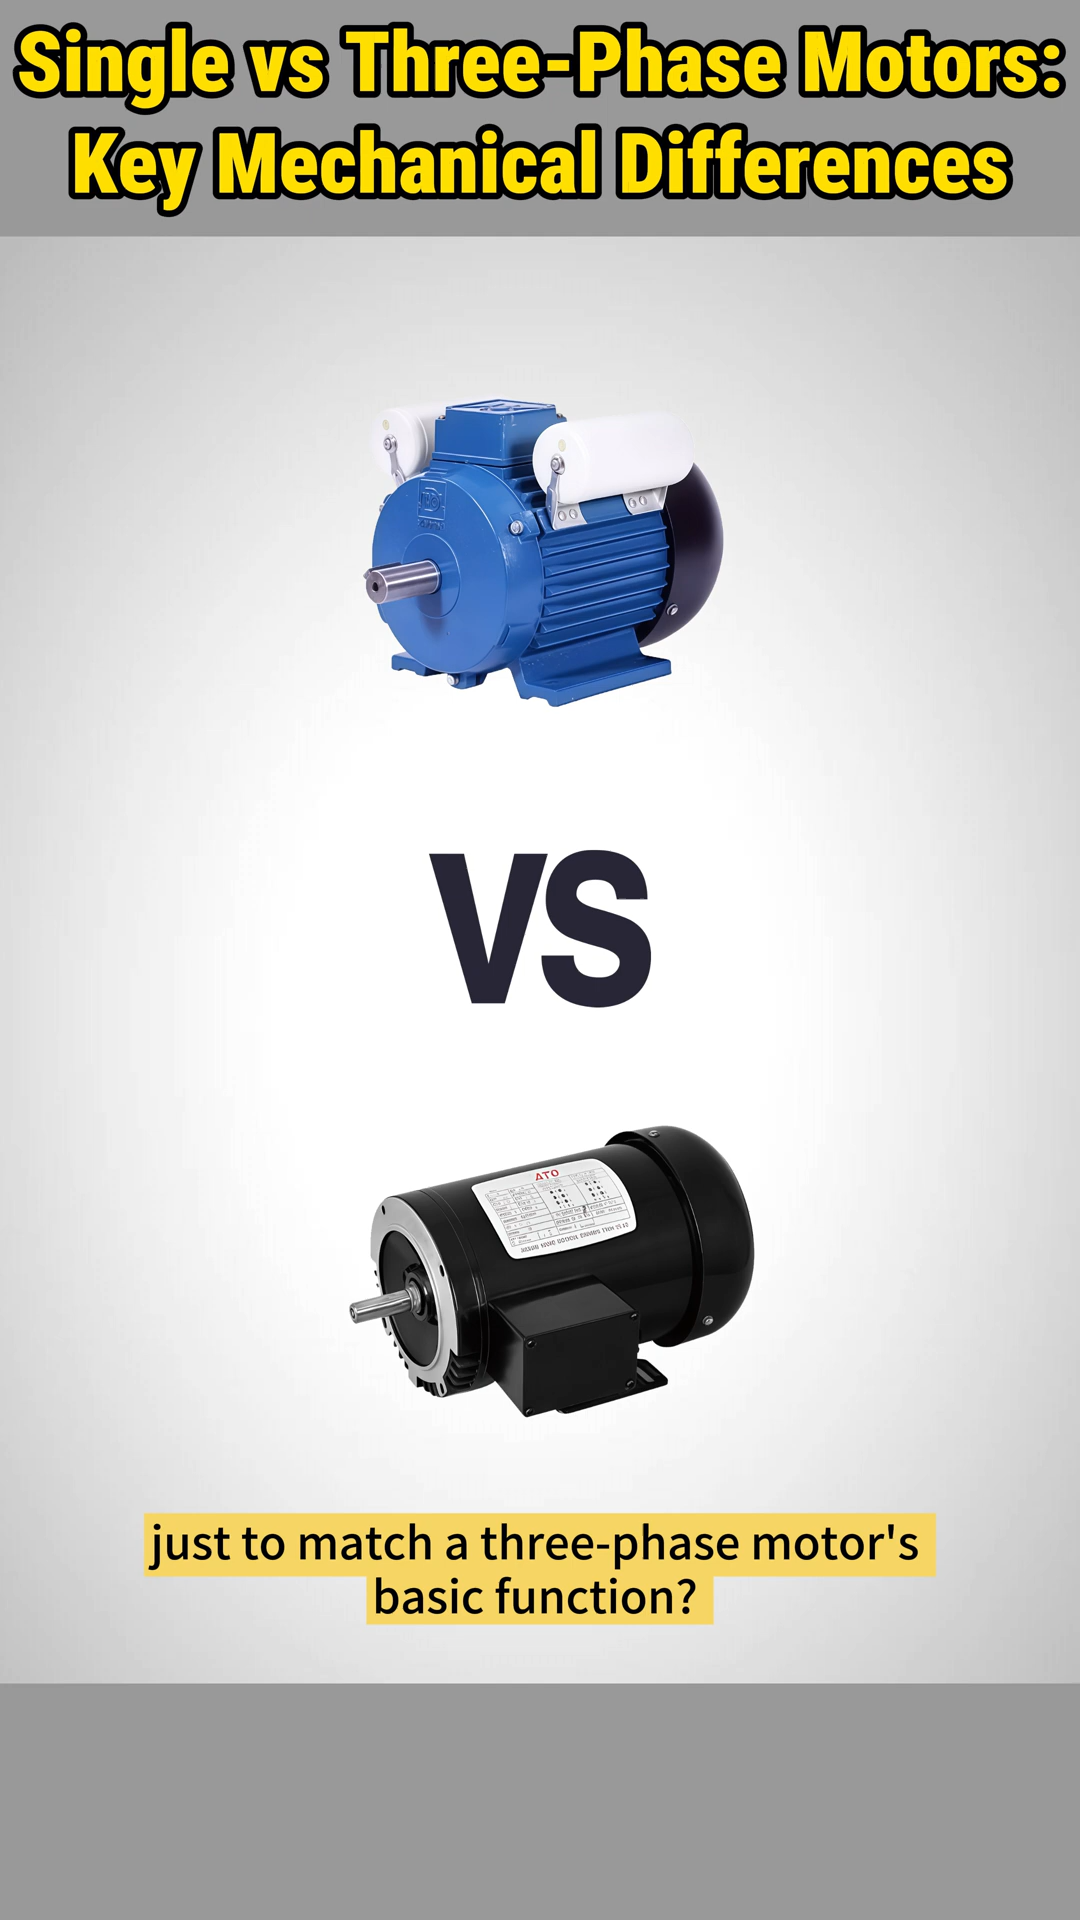 Single vs Three-Phase Motors:
Key Mechanical Differences
VS
ATO
just to match a three-phase motor's
basic function?